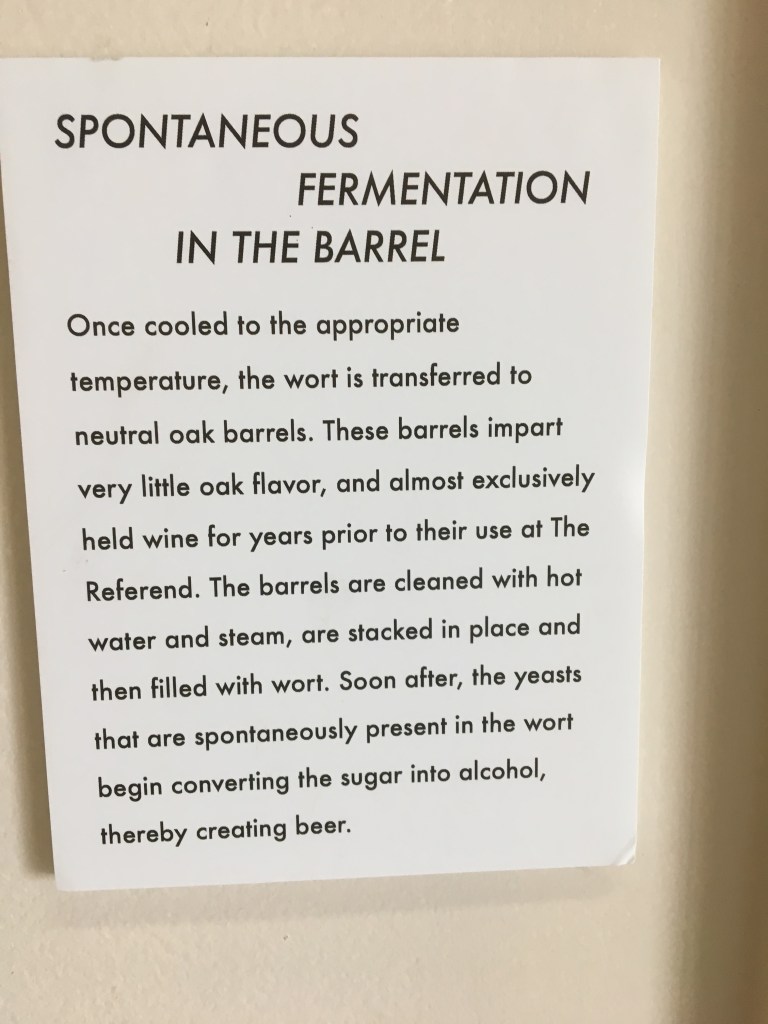 SPONTANEOUS
FERMENTATION
IN THE BARREL
Once cooled to the appropriate
temperature, the wort is transferred to
neutral oak barrels. These barrels impart
very little oak flavor, and almost exclusively
held wine for years prior to their use at The
Referend. The barrels are cleaned with hot
water and steam, are stacked in place and
then filled with wort. Soon after, the yeasts
that are spontaneously present in the wort
begin converting the sugar into alcohol,
thereby creating beer.